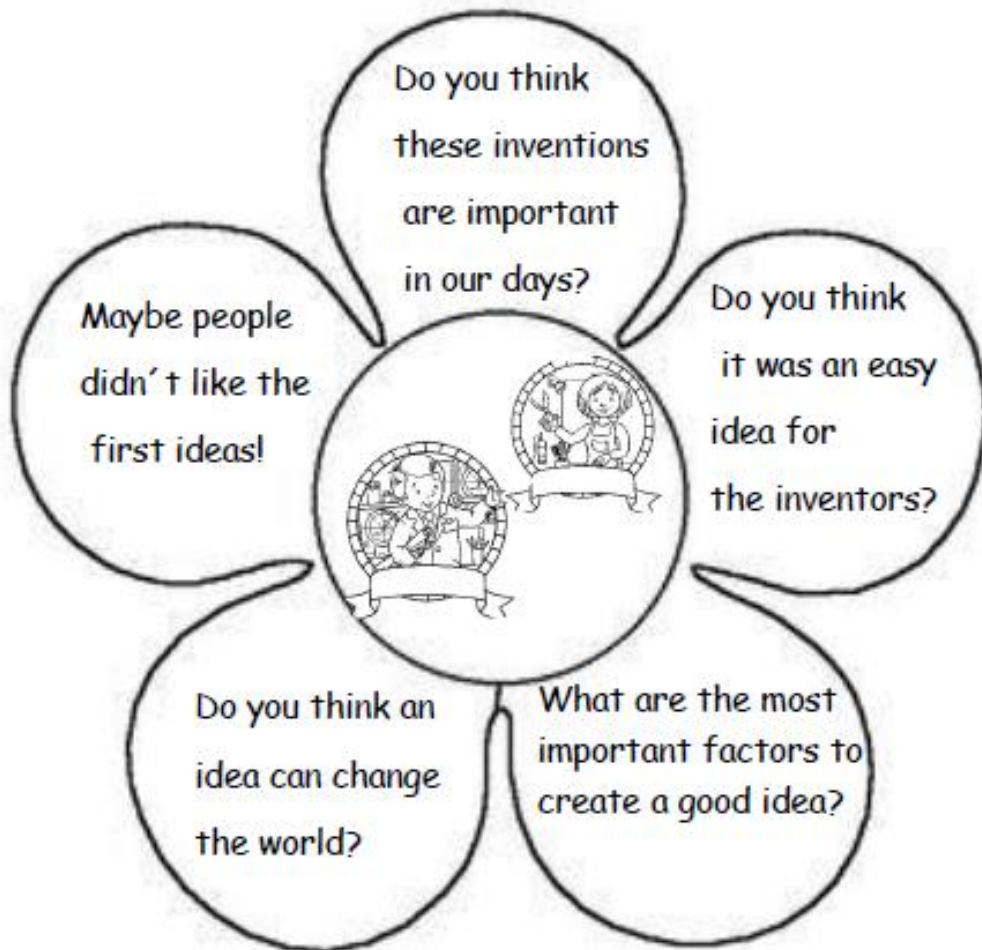 Do you think
these inventions
are important
in our days?
Maybe people
didn´t like the
first ideas!
Do you think
it was an easy
idea for
the inventors?
Do you think an
idea can change
the world?
What are the most
important factors to
create a good idea?